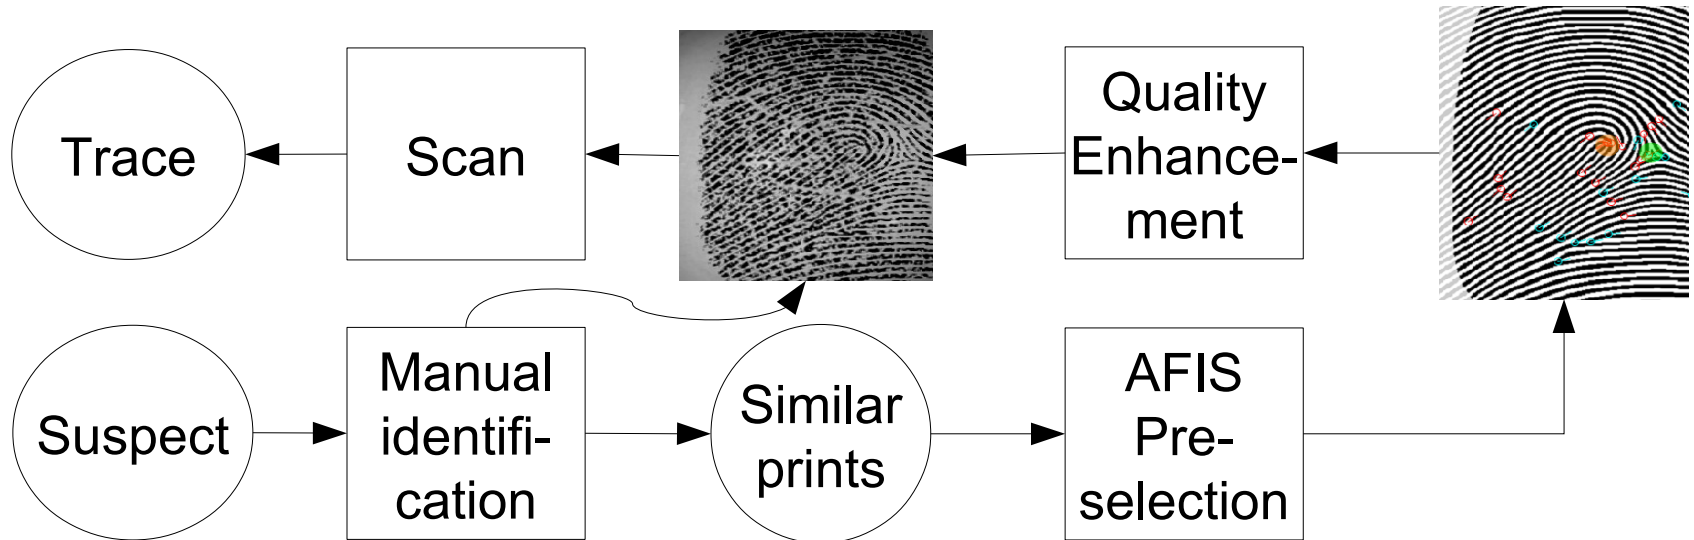 Trace
Scan
Quality
Enhance-
ment
Suspect
Manual
identifi-
cation
Similar
prints
AFIS
Pre-
selection